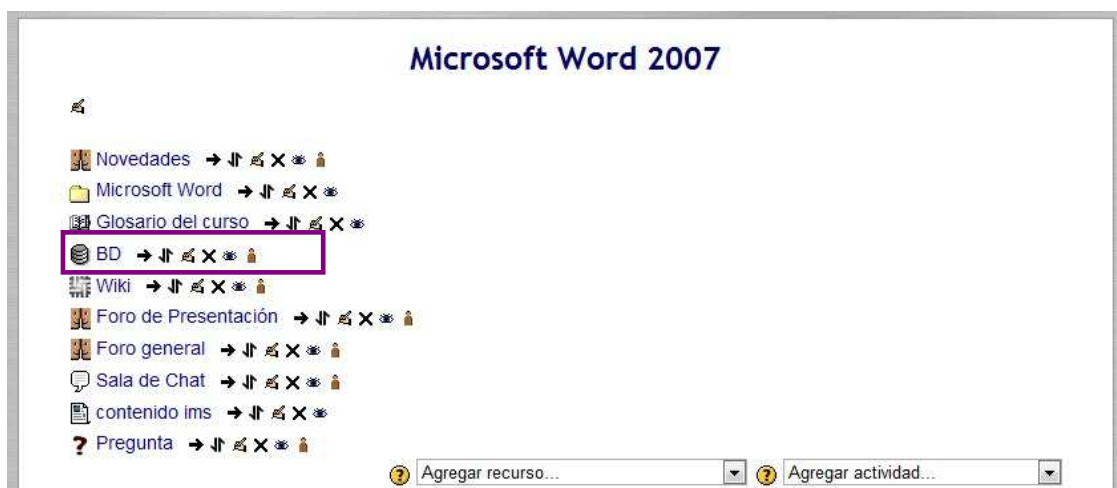 Microsoft Word 2007
Novedades
Microsoft Word
Glosario del curso
BD
Wiki
Foro de Presentación
Foro general
Sala de Chat
contenido ims
Pregunta
Agregar recurso... Agregar actividad...